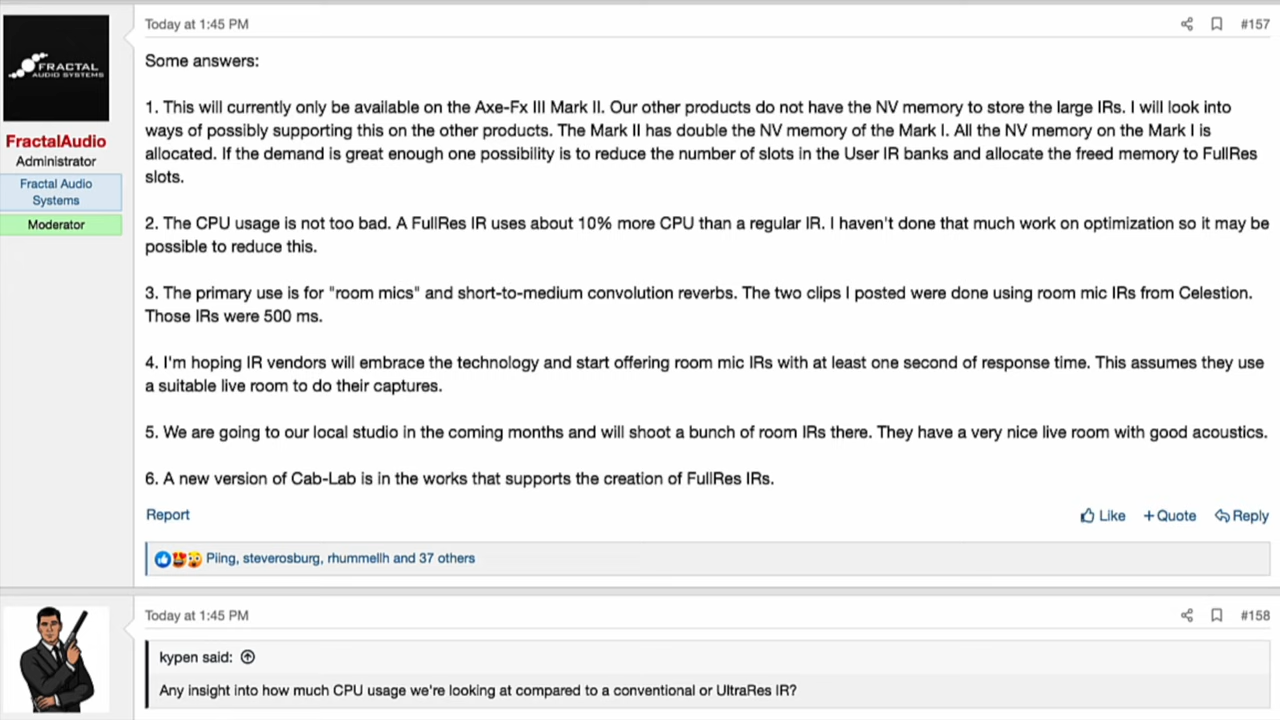 Today at 1:45 PM
#157
FRACTAL
AUDIO SYSTEMS
FractalAudio
Administrator
Fractal Audio
Systems
Moderator
Some answers:
1. This will currently only be available on the Axe-Fx III Mark II. Our other products do not have the NV memory to store the large IRs. I will look into
ways of possibly supporting this on the other products. The Mark II has double the NV memory of the Mark I. All the NV memory on the Mark I is
allocated. If the demand is great enough one possibility is to reduce the number of slots in the User IR banks and allocate the freed memory to FullRes
slots.
2. The CPU usage is not too bad. A FullRes IR uses about 10% more CPU than a regular IR. I haven't done that much work on optimization so it may be
possible to reduce this.
3. The primary use is for "room mics" and short-to-medium convolution reverbs. The two clips I posted were done using room mic IRs from Celestion.
Those IRs were 500 ms.
4. I'm hoping IR vendors will embrace the technology and start offering room mic IRs with at least one second of response time. This assumes they use
a suitable live room to do their captures.
5. We are going to our local studio in the coming months and will shoot a bunch of room IRs there. They have a very nice live room with good acoustics.
6. A new version of Cab-Lab is in the works that supports the creation of FullRes IRs.
Report
Like +Quote Reply
Piing, steverosburg, rhummellh and 37 others
Today at 1:45 PM
#158
kypen said:
Any insight into how much CPU usage we're looking at compared to a conventional or UltraRes IR?